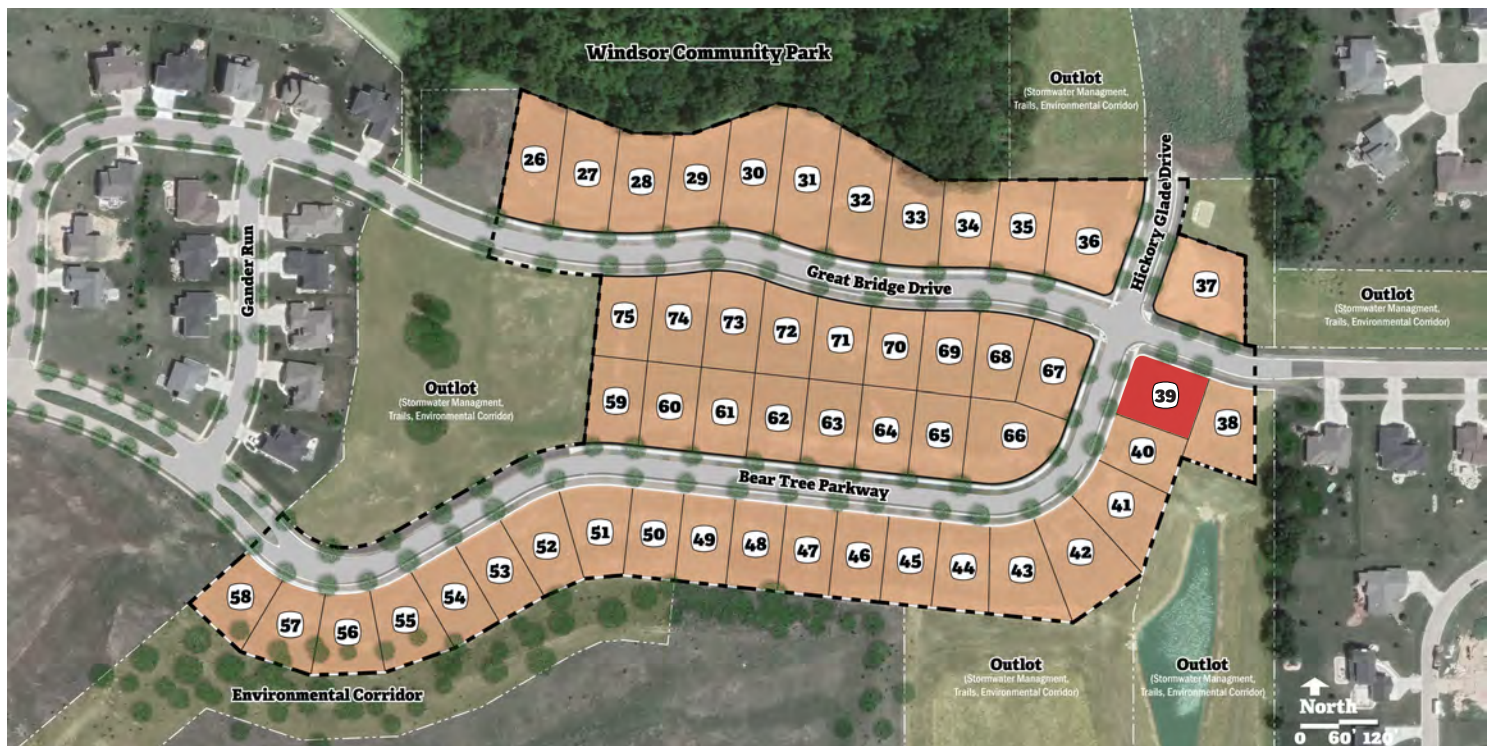 Windsor Community Park
Outlot
(Stormwater Managment,
Trails, Environmental Corridor)
Hickory Glade Drive
26
27
28
29
30
31
32
33
34
35
36
37
Gander Run
Great Bridge Drive
Outlot
(Stormwater Managment,
Trails, Environmental Corridor)
75
74
73
72
71
70
69
68
67
Outlot
(Stormwater Managment,
Trails, Environmental Corridor)
59
60
61
62
63
64
65
66
39
38
40
41
Bear Tree Parkway
58
57
56
55
54
53
52
51
50
49
48
47
46
45
44
43
42
Environmental Corridor
Outlot
(Stormwater Managment,
Trails, Environmental Corridor)
Outlot
(Stormwater Managment,
Trails, Environmental Corridor)
North
0 60' 120'